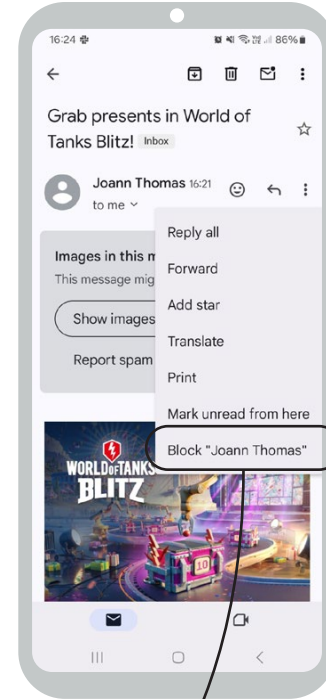 16:24
86%
Grab presents in World of
Tanks Blitz! Inbox
Joann Thomas 16:21
to me
Reply all
Forward
Add star
Translate
Print
Mark unread from here
Block "Joann Thomas"
Images in this m
This message mig
Show images
Report spam
WORLD OF TANKS
BLITZ
10